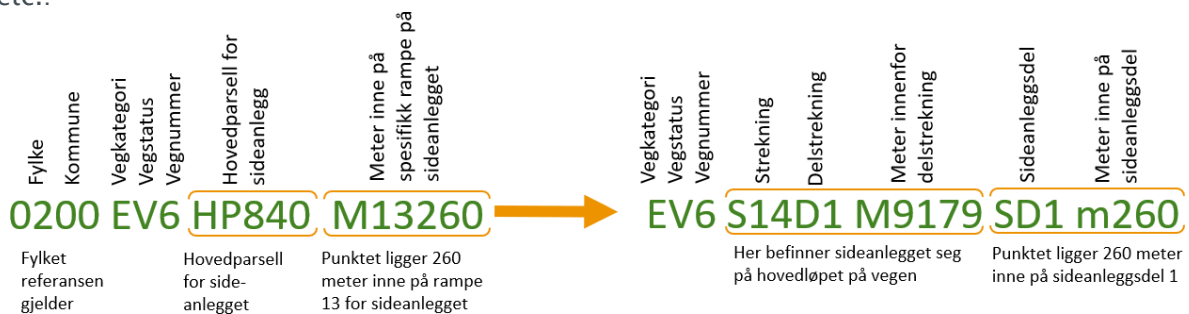 Fylke
Kommune
Vegkategori
Vegstatus
Vegnummer
Hovedparsell for
sideanlegg
Meter inne på
spesifikk rampe på
sideanlegget
0200 EV6 HP840 M13260
Fylket
referansen
gjelder
Hovedparsell
for side-
anlegget
Punktet ligger 260
meter inne på rampe
13 for sideanlegget
Vegkategori
Vegstatus
Vegnummer
Strekning
Delstrekning
Meter innenfor
delstrekning
Sideanleggsdel
Meter inne på
sideanleggsdel
EV6 S14D1 M9179 SD1 m260
Her befinner sideanlegget seg
på hovedløpet på vegen
Punktet ligger 260 meter
inne på sideanleggsdel 1